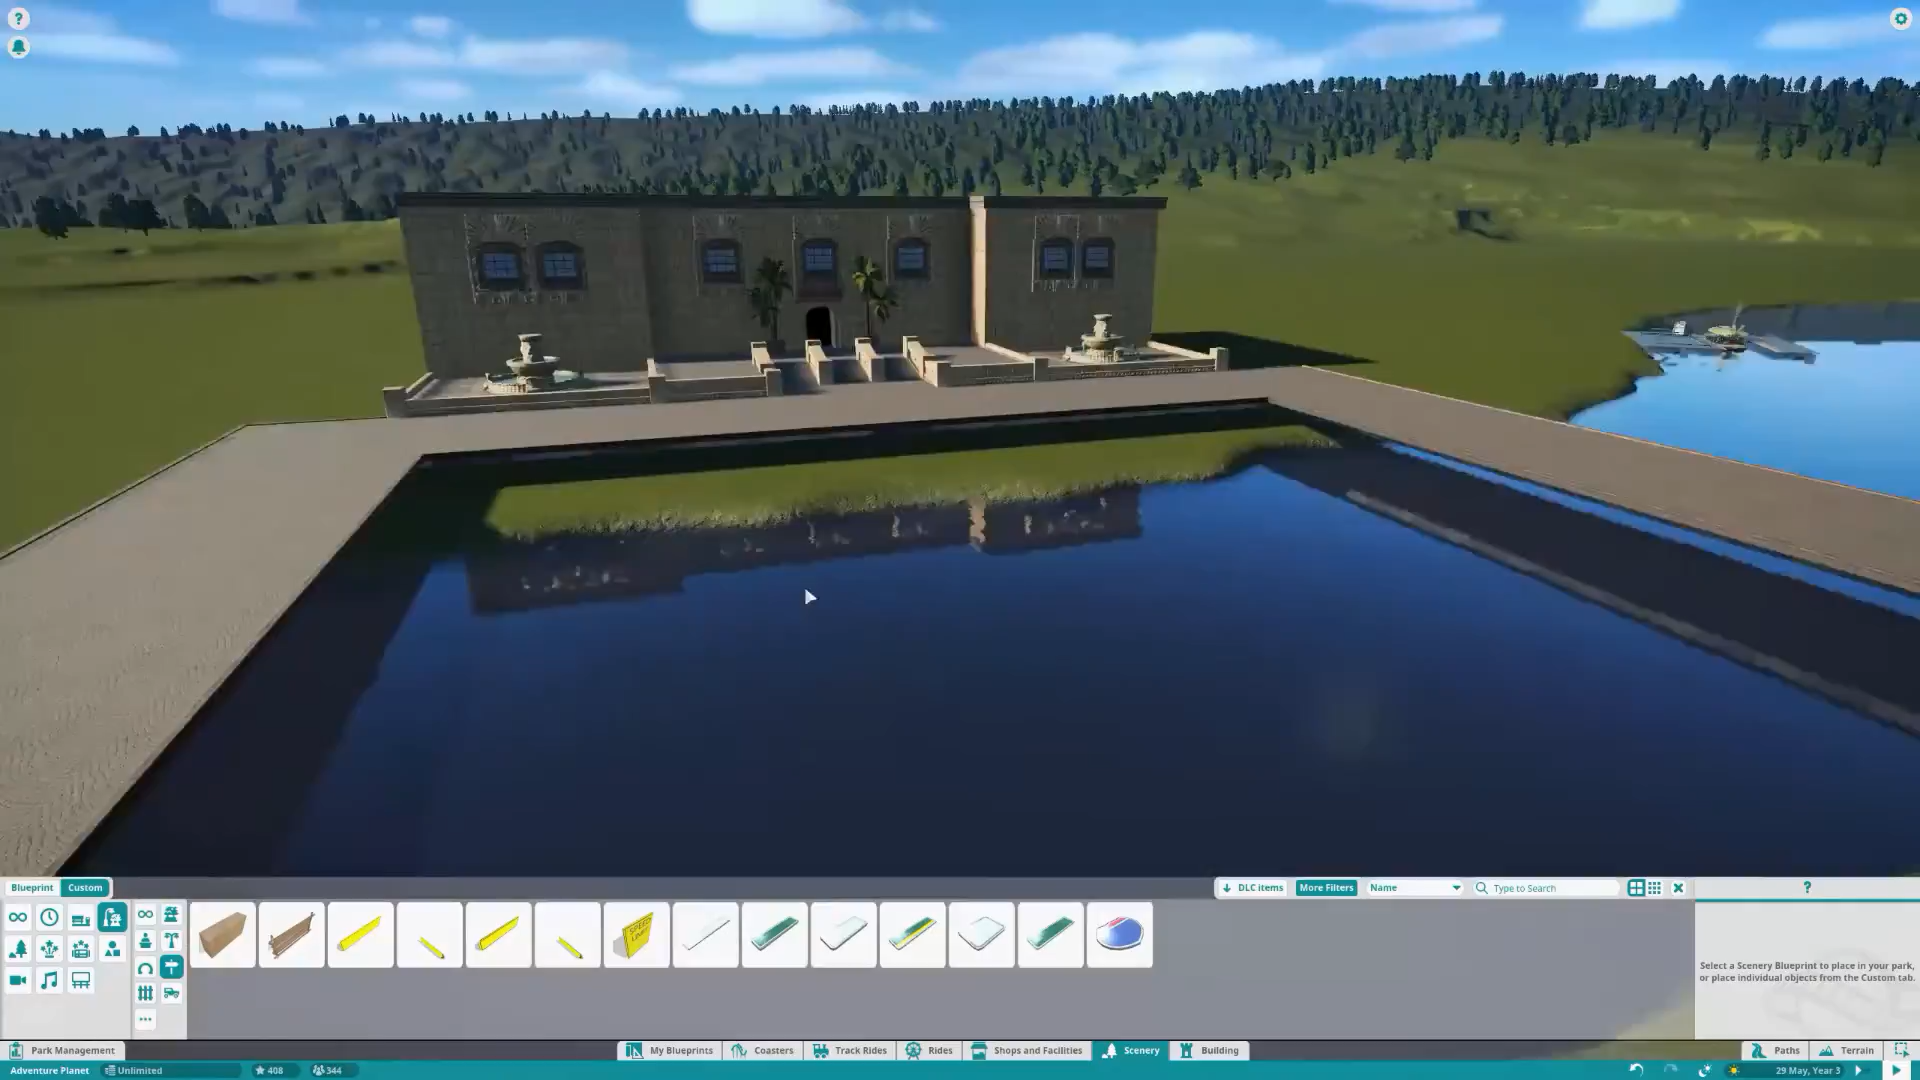 Blueprint
Custom
DLC items
More Filters
Name
Type to Search
?
SPEED LIMIT
Select a Scenery Blueprint to place in your park,
or place individual objects from the Custom tab.
Park Management
My Blueprints
Coasters
Track Rides
Rides
Shops and Facilities
Scenery
Building
Paths
Terrain
Adventure Planet
Unlimited
408
344
29 May, Year 3